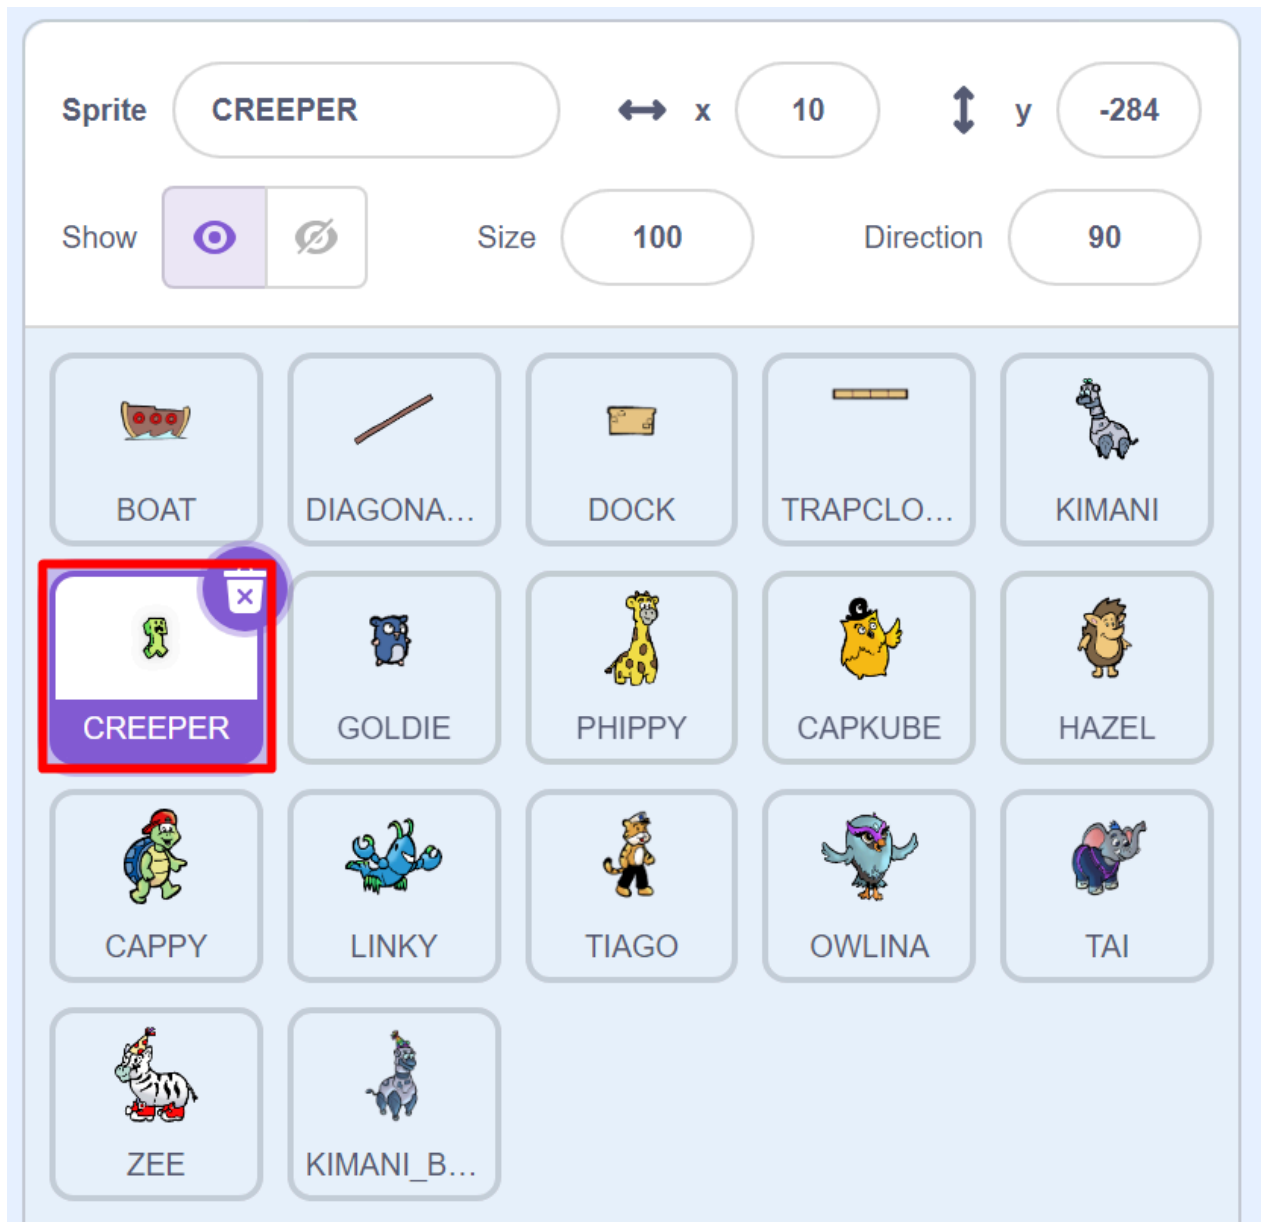 Sprite CREEPER x 10 y -284
Show Size 100 Direction 90
BOAT DIAGONA... DOCK TRAPCLO... KIMANI
CREEPER GOLDIE PHIPPY CAPKUBE HAZEL
CAPPY LINKY TIAGO OWLINA TAI
ZEE KIMANI_B...